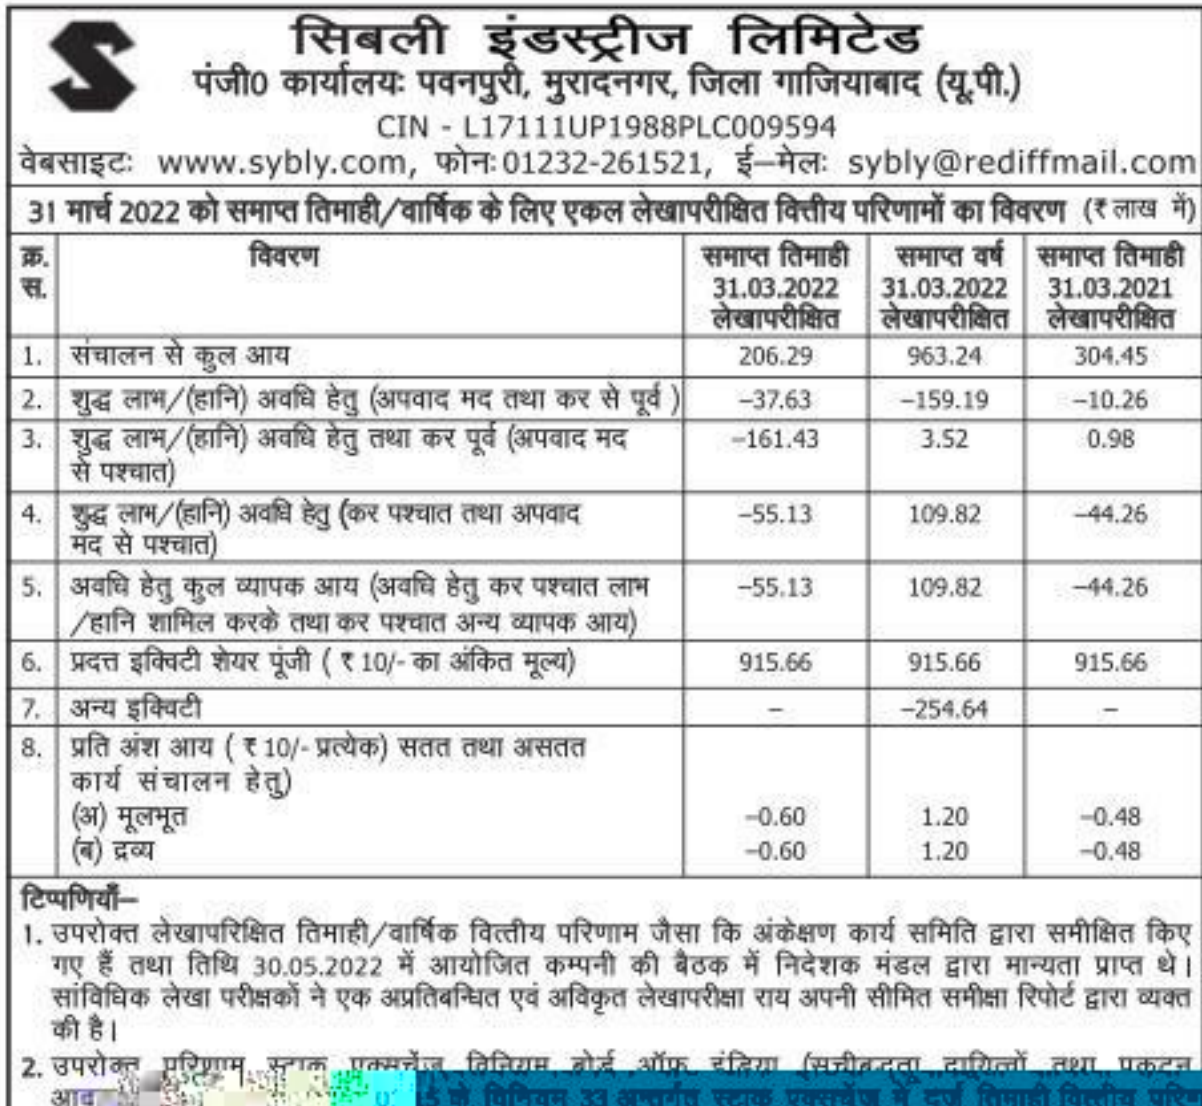 सिबली इंडस्ट्रीज लिमिटेड
पंजी0 कार्यालयः पवनपुरी, मुरादनगर, जिला गाजियाबाद (यू.पी.)
CIN - L17111UP1988PLC009594
वेबसाइटः www.sybly.com, फोनः 01232-261521, ई–मेलः sybly@rediffmail.com
31 मार्च 2022 को समाप्त तिमाही/वार्षिक के लिए एकल लेखापरीक्षित वित्तीय परिणामों का विवरण (₹ लाख में)
क्र. स. विवरण समाप्त तिमाही 31.03.2022 लेखापरीक्षित समाप्त वर्ष 31.03.2022 लेखापरीक्षित समाप्त तिमाही 31.03.2021 लेखापरीक्षित
1. संचालन से कुल आय 206.29 963.24 304.45
2. शुद्ध लाभ/(हानि) अवधि हेतु (अपवाद मद तथा कर से पूर्व ) –37.63 –159.19 –10.26
3. शुद्ध लाभ/(हानि) अवधि हेतु तथा कर पूर्व (अपवाद मद –161.43 3.52 0.98
से पश्चात)
4. शुद्ध लाभ/(हानि) अवधि हेतु (कर पश्चात तथा अपवाद –55.13 109.82 –44.26
मद से पश्चात)
5. अवधि हेतु कुल व्यापक आय (अवधि हेतु कर पश्चात लाभ –55.13 109.82 –44.26
/हानि शामिल करके तथा कर पश्चात अन्य व्यापक आय)
6. प्रदत्त इक्विटी शेयर पूंजी ( ₹ 10/- का अंकित मूल्य) 915.66 915.66 915.66
7. अन्य इक्विटी – –254.64 –
8. प्रति अंश आय ( ₹ 10/- प्रत्येक) सतत तथा असतत
कार्य संचालन हेतु)
(अ) मूलभूत –0.60 1.20 –0.48
(ब) द्रव्य –0.60 1.20 –0.48
टिप्पणियाँ–
1. उपरोक्त लेखापरिक्षित तिमाही/वार्षिक वित्तीय परिणाम जैसा कि अंकेक्षण कार्य समिति द्वारा समीक्षित किए
गए हैं तथा तिथि 30.05.2022 में आयोजित कम्पनी की बैठक में निदेशक मंडल द्वारा मान्यता प्राप्त थे।
सांविधिक लेखा परीक्षकों ने एक अप्रतिबन्धित एवं अविकृत लेखापरीक्षा राय अपनी सीमित समीक्षा रिपोर्ट द्वारा व्यक्त
की है।
2. उपरोक्त परिणाम स्टाक एक्सचेंज विनियम बोर्ड ऑफ इंडिया (सूचीबद्धता दायित्वों तथा प्रकटन
के विनियम 33 अन्तर्गत स्टाक एक्सचेंज में दर्ज तिमाही वित्तीय